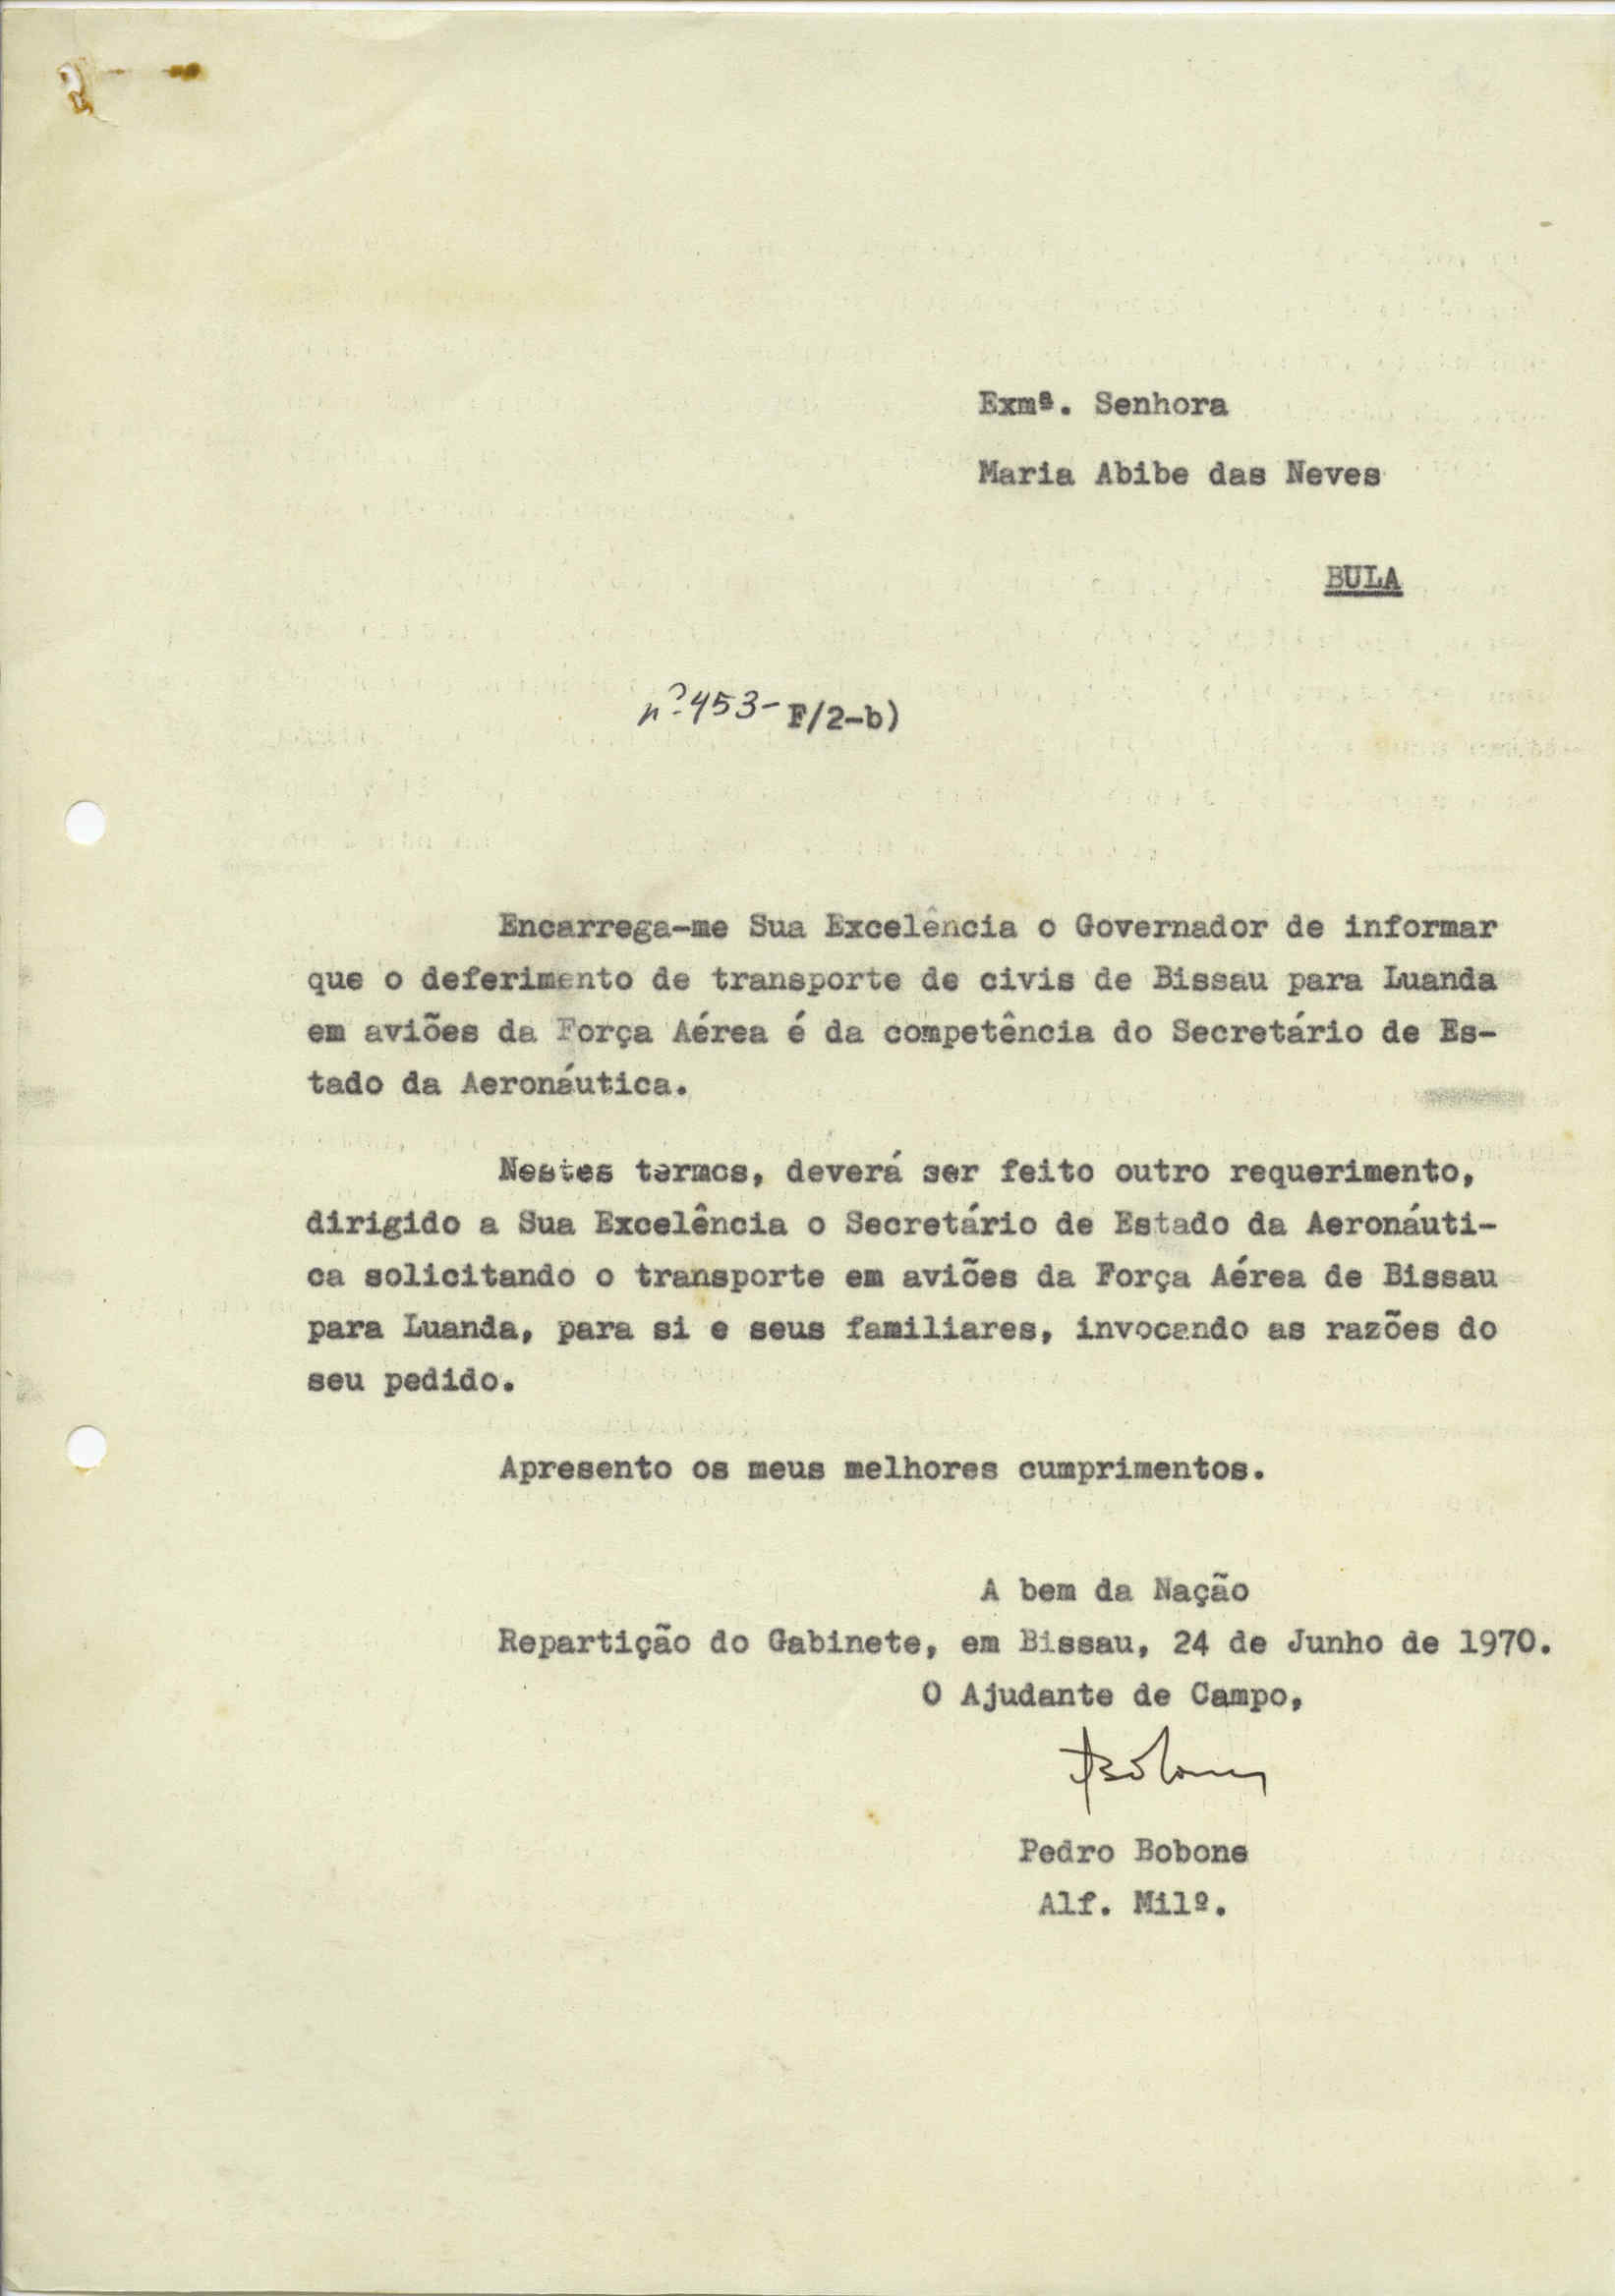 Exmª. Senhora
Maria Abibe das Neves
BULA
nº 453- F/2-b)
Encarrega-me Sua Excelência o Governador de informar
que o deferimento de transporte de civis de Bissau para Luanda
em aviões da Força Aérea é da competência do Secretário de Es-
tado da Aeronáutica.
Nestes termos, deverá ser feito outro requerimento,
dirigido a Sua Excelência o Secretário de Estado da Aeronáuti-
ca solicitando o transporte em aviões da Força Aérea de Bissau
para Luanda, para si e seus familiares, invocando as razões do
seu pedido.
Apresento os meus melhores cumprimentos.
A bem da Nação
Repartição do Gabinete, em Bissau, 24 de Junho de 1970.
O Ajudante de Campo,
Pedro Bobone
Alf. Milº.